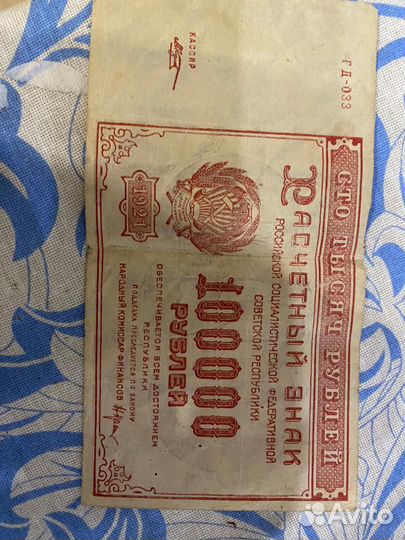 КАССИР
ГД-033
СТО ТЫСЯЧ РУБЛЕЙ
РАСЧЕТНЫЙ ЗНАК
РОССИЙСКОЙ СОЦИАЛИСТИЧЕСКОЙ ФЕДЕРАТИВНОЙ
СОВЕТСКОЙ РЕСПУБЛИКИ
1921
100000
РУБЛЕЙ
ОБЕСПЕЧИВАЕТСЯ ВСЕМ ДОСТОЯНИЕМ
РЕСПУБЛИКИ
ПОДДЕЛКА ПРЕСЛЕДУЕТСЯ ПО ЗАКОНУ
НАРОДНЫЙ КОМИССАР ФИНАНСОВ
Avito